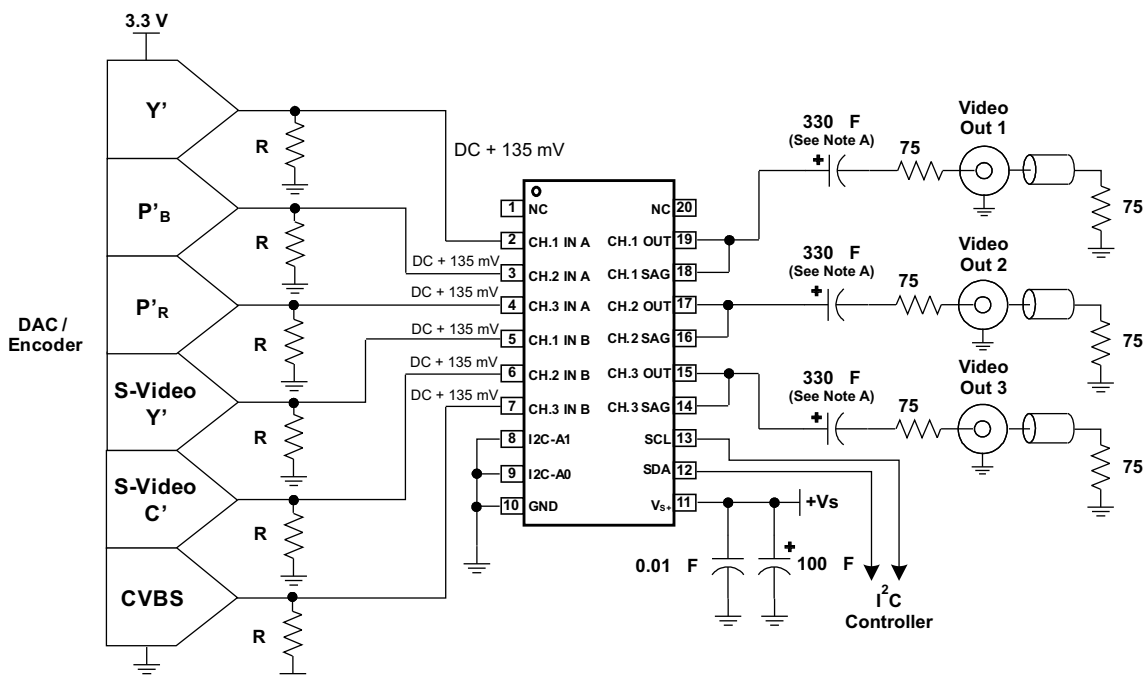 3.3 V
DAC /
Encoder
Y'
P'B
P'R
S-Video
Y'
S-Video
C'
CVBS
R
R
R
R
R
R
DC + 135 mV
DC + 135 mV
DC + 135 mV
DC + 135 mV
DC + 135 mV
DC + 135 mV
1 NC
2 CH.1 IN A
3 CH.2 IN A
4 CH.3 IN A
5 CH.1 IN B
6 CH.2 IN B
7 CH.3 IN B
8 I2C-A1
9 I2C-A0
10 GND
NC 20
CH.1 OUT 19
CH.1 SAG 18
CH.2 OUT 17
CH.2 SAG 16
CH.3 OUT 15
CH.3 SAG 14
SCL 13
SDA 12
VS+ 11
330 F
(See Note A)
+
75
Video
Out 1
75
330 F
(See Note A)
+
75
Video
Out 2
75
330 F
(See Note A)
+
75
Video
Out 3
75
+Vs
0.01 F
+
100 F
I2C
Controller